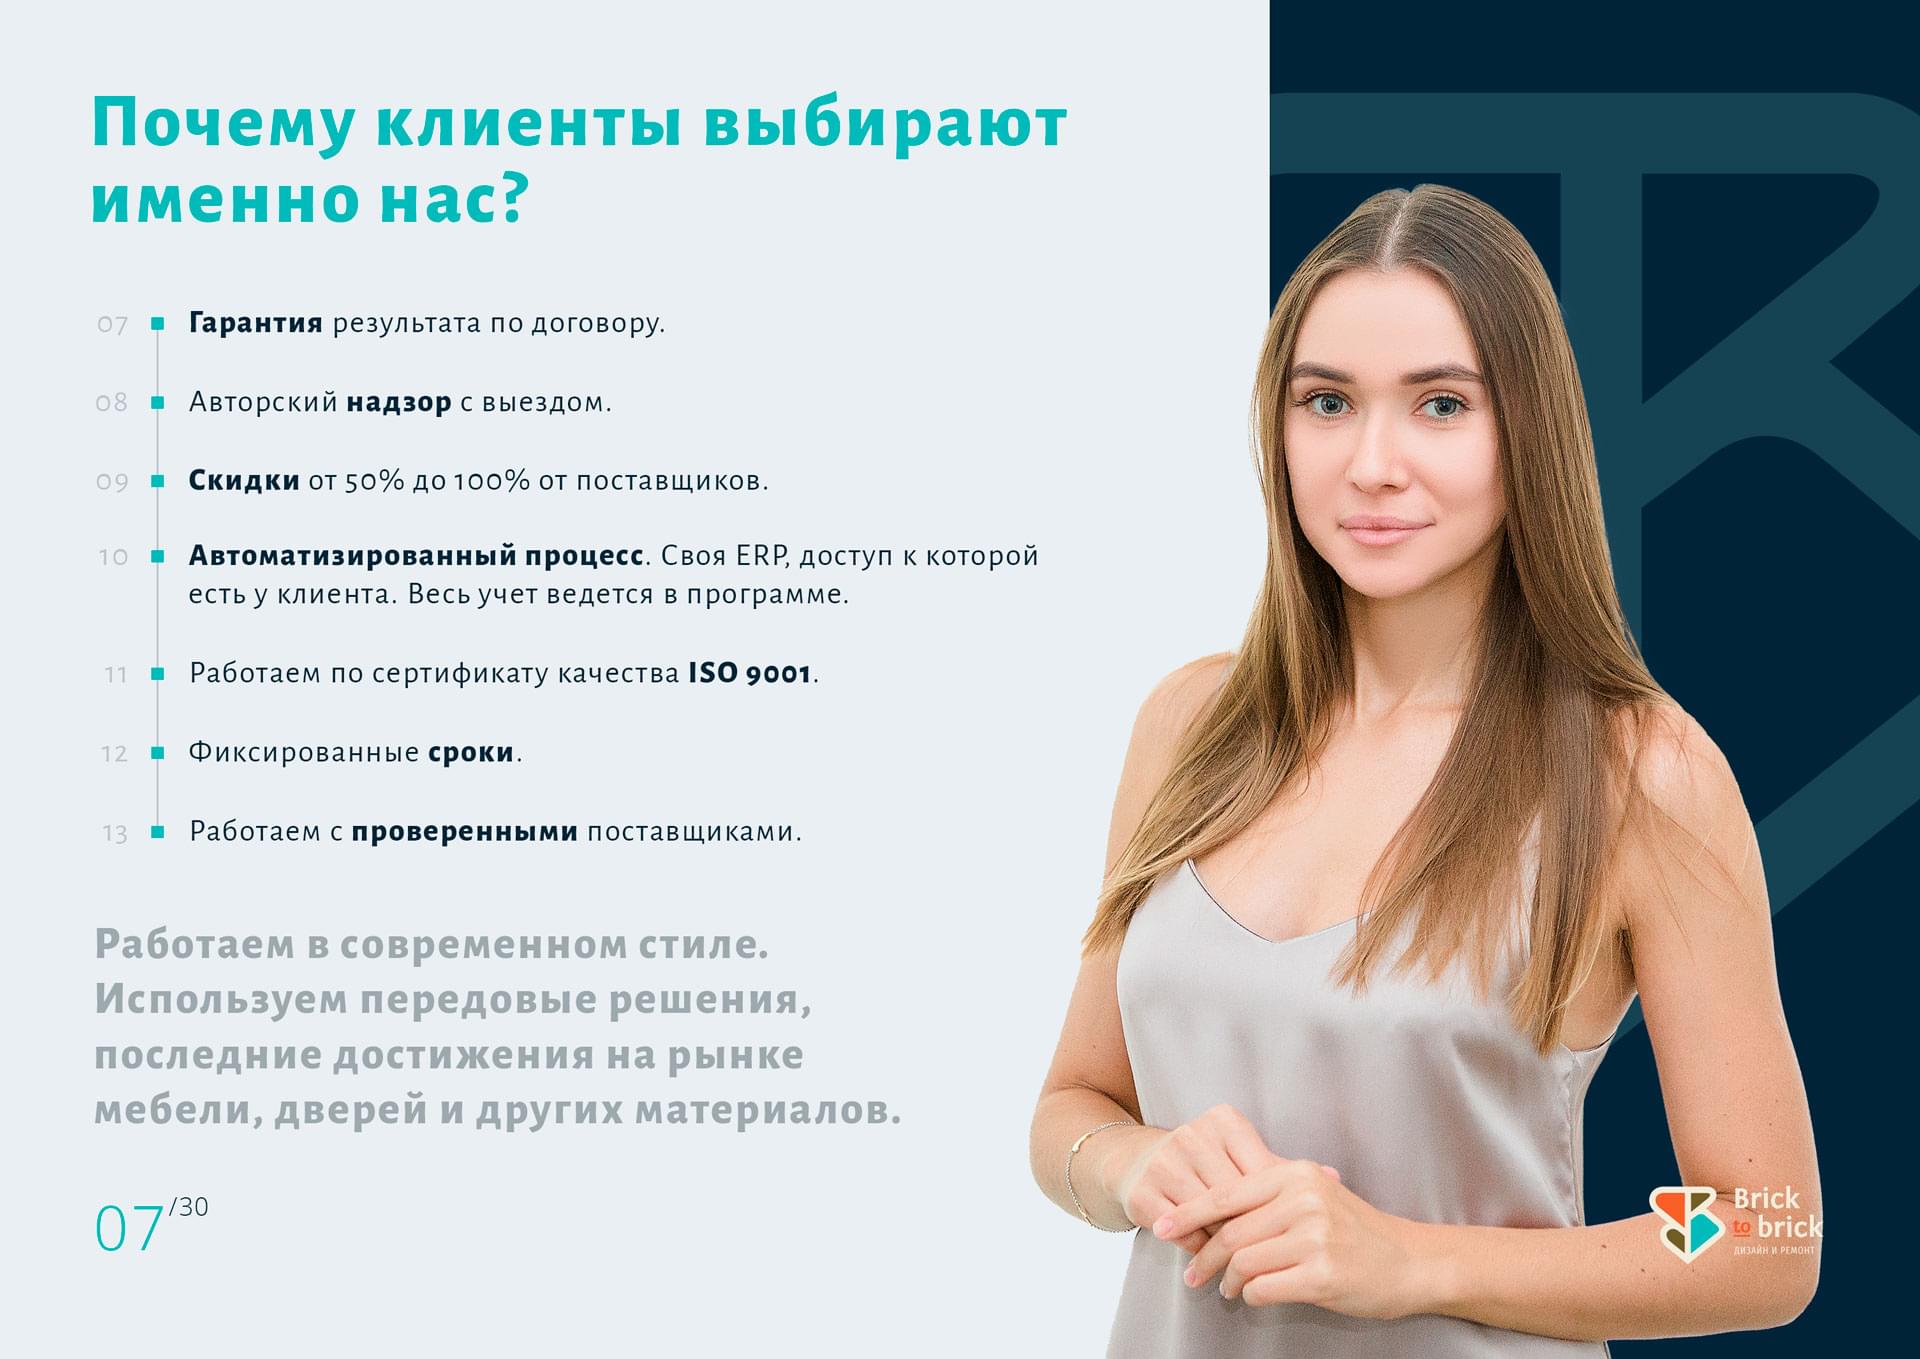 Почему клиенты выбирают
именно нас?
07 Гарантия результата по договору.
08 Авторский надзор с выездом.
09 Скидки от 50% до 100% от поставщиков.
10 Автоматизированный процесс. Своя ERP, доступ к которой
есть у клиента. Весь учет ведется в программе.
11 Работаем по сертификату качества ISO 9001.
12 Фиксированные сроки.
13 Работаем с проверенными поставщиками.
Работаем в современном стиле.
Используем передовые решения,
последние достижения на рынке
мебели, дверей и других материалов.
07/30
Brick
to brick
ДИЗАЙН И РЕМОНТ